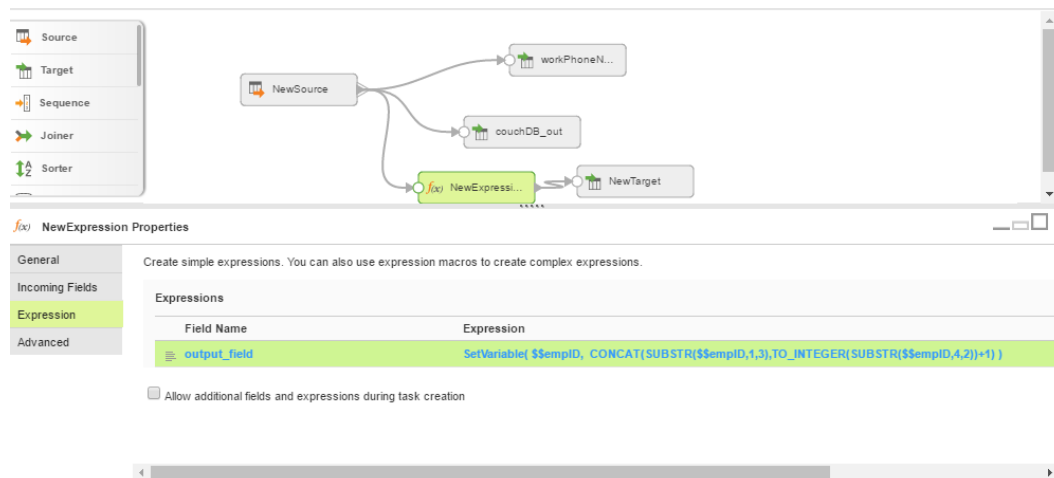 Source
Target
Sequence
Joiner
Sorter
NewSource
workPhoneN...
couchDB_out
f(x) NewExpressi...
NewTarget
f(x) NewExpression Properties
General
Incoming Fields
Expression
Advanced
Create simple expressions. You can also use expression macros to create complex expressions.
Expressions
Field Name Expression
output_field SetVariable( $$empID, CONCAT(SUBSTR($$empID,1,3),TO_INTEGER(SUBSTR($$empID,4,2))+1) )
Allow additional fields and expressions during task creation